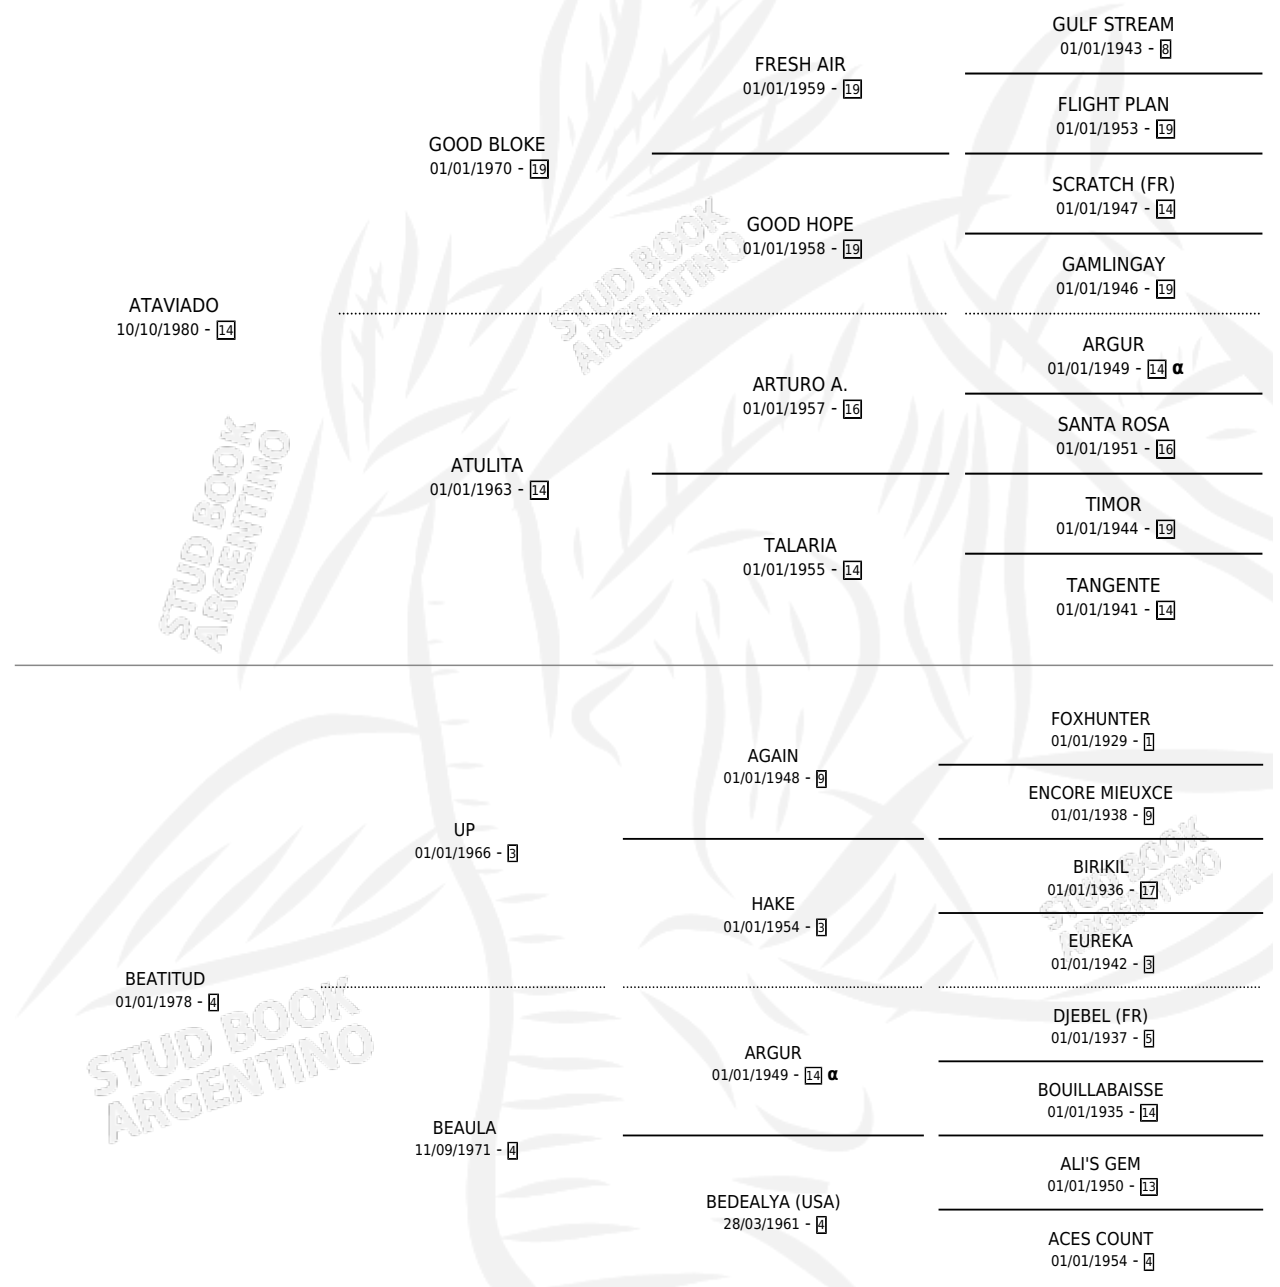 GULF STREAM
01/01/1943 - 8
FRESH AIR
01/01/1959 - 19
FLIGHT PLAN
01/01/1953 - 19
GOOD BLOKE
01/01/1970 - 19
SCRATCH (FR)
01/01/1947 - 14
GOOD HOPE
01/01/1958 - 19
GAMLINGAY
01/01/1946 - 19
ATAVIADO
10/10/1980 - 14
ARGUR
01/01/1949 - 14 α
ARTURO A.
01/01/1957 - 16
SANTA ROSA
01/01/1951 - 16
ATULITA
01/01/1963 - 14
TIMOR
01/01/1944 - 19
TALARIA
01/01/1955 - 14
TANGENTE
01/01/1941 - 14
STUD BOOK
ARGENTINO
STUD BOOK
ARGENTINO
FOXHUNTER
01/01/1929 - 1
AGAIN
01/01/1948 - 9
ENCORE MIEUXCE
01/01/1938 - 9
UP
01/01/1966 - 3
BIRIKIL
01/01/1936 - 17
HAKE
01/01/1954 - 3
EUREKA
01/01/1942 - 3
BEATITUD
01/01/1978 - 4
DJEBEL (FR)
01/01/1937 - 5
ARGUR
01/01/1949 - 14 α
BOUILLABAISSE
01/01/1935 - 14
BEAULA
11/09/1971 - 4
ALI'S GEM
01/01/1950 - 13
BEDEALYA (USA)
28/03/1961 - 4
ACES COUNT
01/01/1954 - 4
STUD BOOK
ARGENTINO
STUD BOOK
ARGENTINO